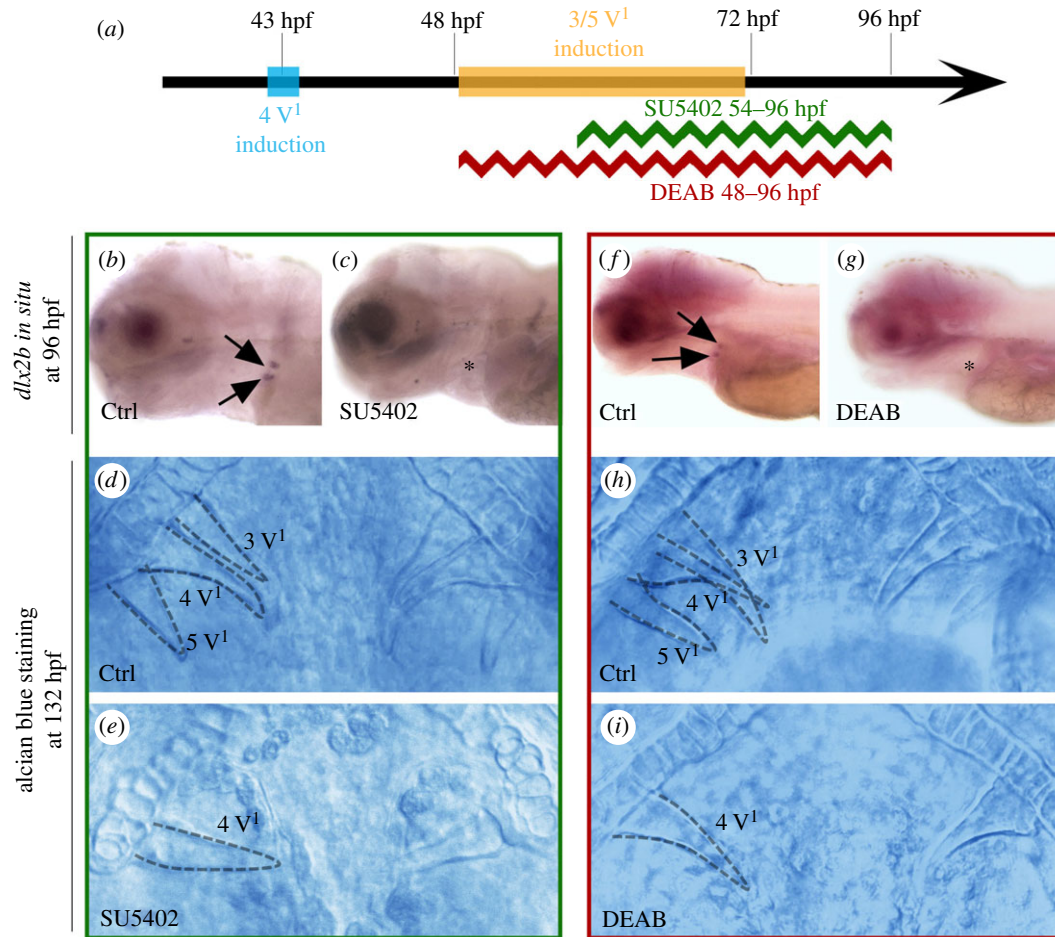 (a)
43 hpf 48 hpf 72 hpf 96 hpf
3/5 V¹
induction
4 V¹
induction
SU5402 54–96 hpf
DEAB 48–96 hpf
dlx2b in situ
at 96 hpf
(b) (c) (f) (g)
Ctrl SU5402 * Ctrl DEAB *
alcian blue staining
at 132 hpf
(d)
3 V¹
4 V¹
5 V¹
Ctrl
(h)
3 V¹
4 V¹
5 V¹
Ctrl
(e)
4 V¹
SU5402
(i)
4 V¹
DEAB